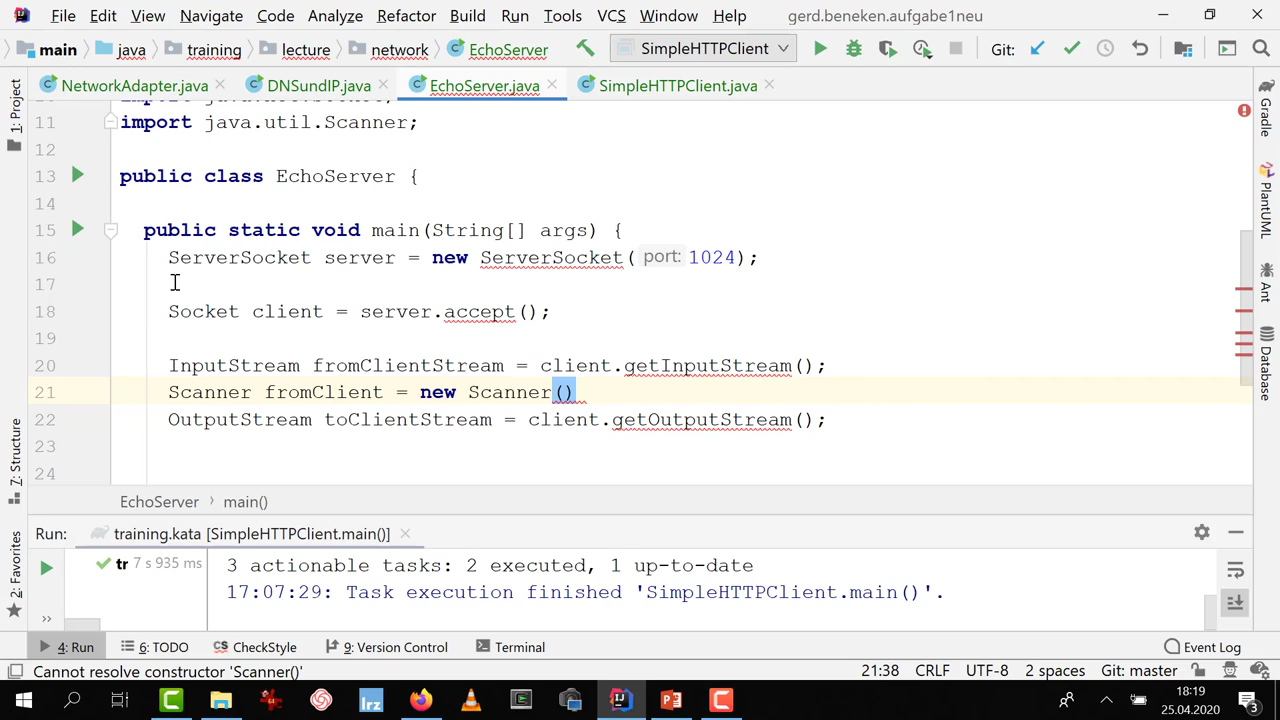 File Edit View Navigate Code Analyze Refactor Build Run Tools VCS Window Help gerd.beneken.aufgabe1neu
main java training lecture network EchoServer SimpleHTTPClient Git:
NetworkAdapter.java DNSundIP.java EchoServer.java SimpleHTTPClient.java
11 import java.util.Scanner;
12
13 public class EchoServer {
14
15 public static void main(String[] args) {
16 ServerSocket server = new ServerSocket( port: 1024);
17
18 Socket client = server.accept();
19
20 InputStream fromClientStream = client.getInputStream();
21 Scanner fromClient = new Scanner()
22 OutputStream toClientStream = client.getOutputStream();
23
24
EchoServer main()
Run: training.kata [SimpleHTTPClient.main()]
tr 7 s 935 ms 3 actionable tasks: 2 executed, 1 up-to-date
17:07:29: Task execution finished 'SimpleHTTPClient.main()'.
4: Run 6: TODO CheckStyle 9: Version Control Terminal Event Log
Cannot resolve constructor 'Scanner()' 21:38 CRLF UTF-8 2 spaces Git: master
1: Project
7: Structure
2: Favorites
Gradle
PlantUML
Ant
Database
lrz
18:19
25.04.2020
3